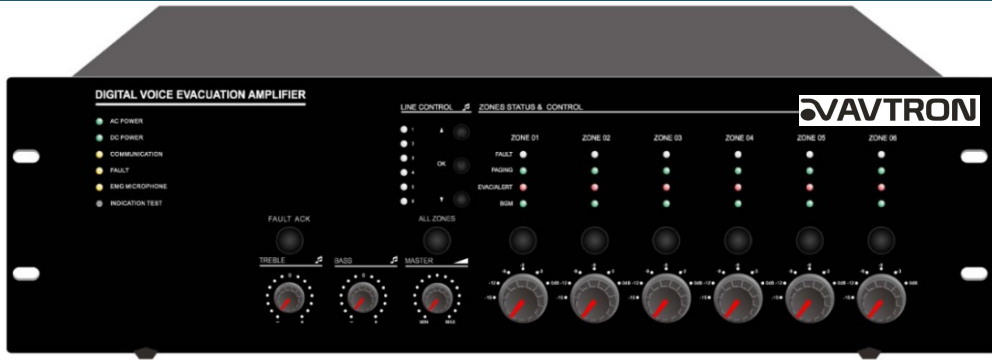 DIGITAL VOICE EVACUATION AMPLIFIER
AC POWER
DC POWER
COMMUNICATION
FAULT
EMG MICROPHONE
INDICATION TEST
FAULT ACK
TREBLE
BASS
LINE CONTROL
1
2
3
4
5
6
OK
ALL ZONES
MASTER
MIN MAX
ZONES STATUS & CONTROL
AVTRON
ZONE 01 ZONE 02 ZONE 03 ZONE 04 ZONE 05 ZONE 06
FAULT
PAGING
EVAC/ALERT
BGM